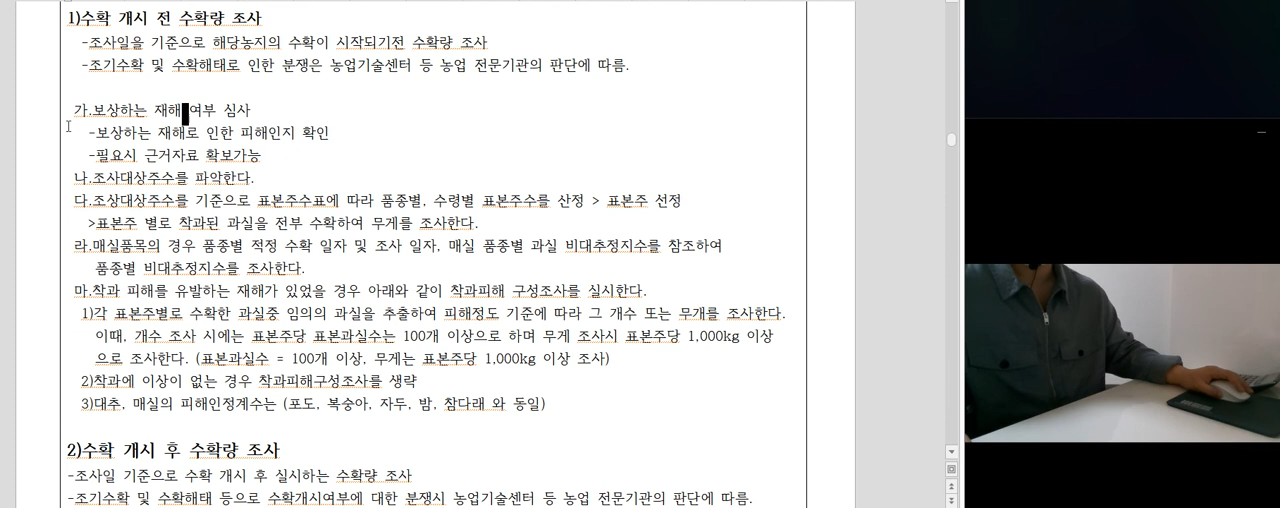 1)수확 개시 전 수확량 조사
-조사일을 기준으로 해당농지의 수확이 시작되기전 수확량 조사
-조기수확 및 수확해태로 인한 분쟁은 농업기술센터 등 농업 전문기관의 판단에 따름.
가.보상하는 재해 여부 심사
-보상하는 재해로 인한 피해인지 확인
-필요시 근거자료 확보가능
나.조사대상주수를 파악한다.
다.조상대상주수를 기준으로 표본주수표에 따라 품종별, 수령별 표본주수를 산정 > 표본주 선정
>표본주 별로 착과된 과실을 전부 수확하여 무게를 조사한다.
라.매실품목의 경우 품종별 적정 수확 일자 및 조사 일자, 매실 품종별 과실 비대추정지수를 참조하여
품종별 비대추정지수를 조사한다.
마.착과 피해를 유발하는 재해가 있었을 경우 아래와 같이 착과피해 구성조사를 실시한다.
1)각 표본주별로 수확한 과실중 임의의 과실을 추출하여 피해정도 기준에 따라 그 개수 또는 무개를 조사한다.
이때, 개수 조사 시에는 표본주당 표본과실수는 100개 이상으로 하며 무게 조사시 표본주당 1,000kg 이상
으로 조사한다. (표본과실수 = 100개 이상, 무게는 표본주당 1,000kg 이상 조사)
2)착과에 이상이 없는 경우 착과피해구성조사를 생략
3)대추, 매실의 피해인정계수는 (포도, 복숭아, 자두, 밤, 참다래 와 동일)
2)수확 개시 후 수확량 조사
-조사일 기준으로 수확 개시 후 실시하는 수확량 조사
-조기수확 및 수확해태 등으로 수확개시여부에 대한 분쟁시 농업기술센터 등 농업 전문기관의 판단에 따름.